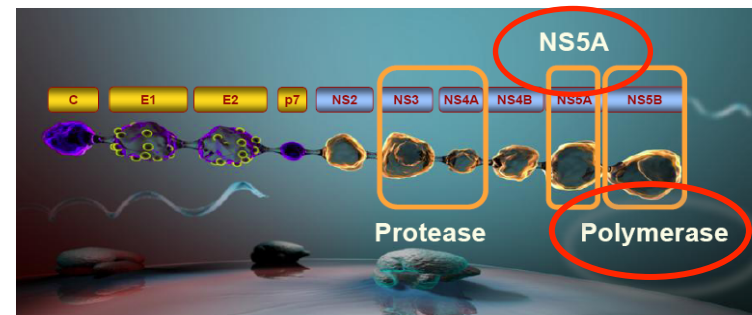 NS5A
C E1 E2 p7 NS2 NS3 NS4A NS4B NS5A NS5B
Protease Polymerase